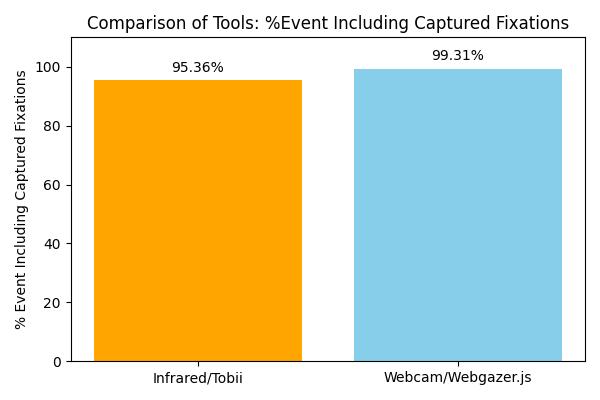 Comparison of Tools: %Event Including Captured Fixations
% Event Including Captured Fixations
100
80
60
40
20
0
95.36%
99.31%
Infrared/Tobii
Webcam/Webgazer.js